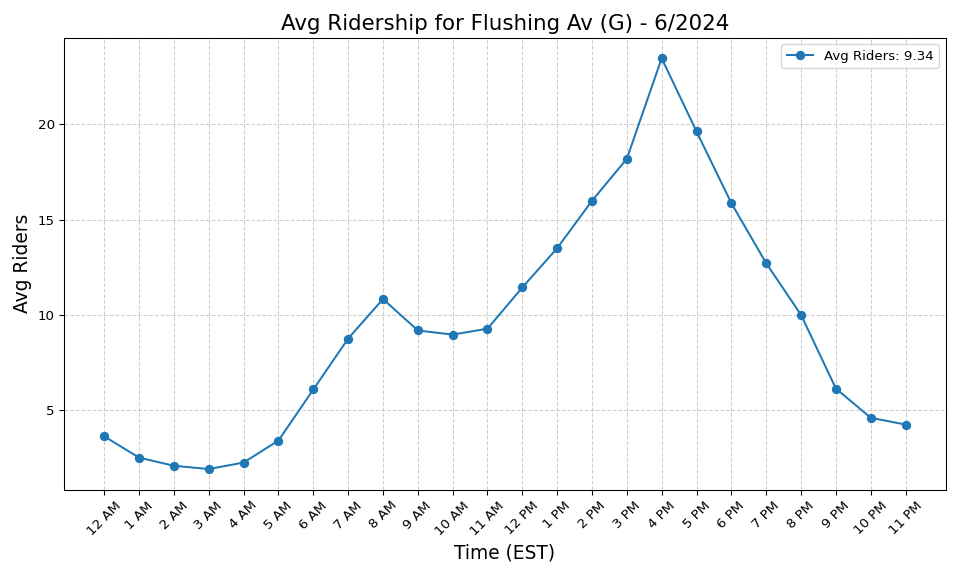 Avg Ridership for Flushing Av (G) - 6/2024
Avg Riders: 9.34
Avg Riders
20
15
10
5
12 AM
1 AM
2 AM
3 AM
4 AM
5 AM
6 AM
7 AM
8 AM
9 AM
10 AM
11 AM
12 PM
1 PM
2 PM
3 PM
4 PM
5 PM
6 PM
7 PM
8 PM
9 PM
10 PM
11 PM
Time (EST)